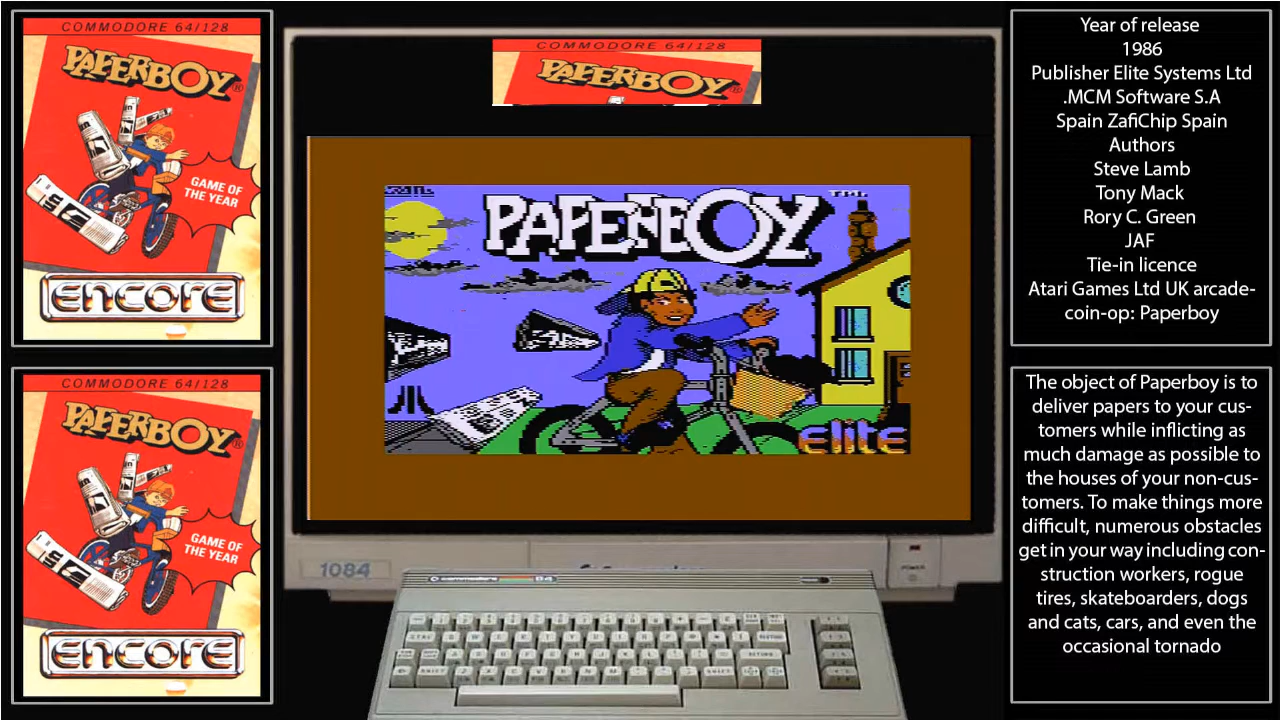 COMMODORE 64/128
PAPERBOY®
GAME OF
THE YEAR
ENCORE
COMMODORE 64/128
PAPERBOY®
GAME OF
THE YEAR
ENCORE
COMMODORE 64/128
PAPERBOY®
PAPERBOY
elite
1084
commodore 64
POWER
Year of release
1986
Publisher Elite Systems Ltd
.MCM Software S.A
Spain ZafiChip Spain
Authors
Steve Lamb
Tony Mack
Rory C. Green
JAF
Tie-in licence
Atari Games Ltd UK arcade-
coin-op: Paperboy
The object of Paperboy is to
deliver papers to your cus-
tomers while inflicting as
much damage as possible to
the houses of your non-cus-
tomers. To make things more
difficult, numerous obstacles
get in your way including con-
struction workers, rogue
tires, skateboarders, dogs
and cats, cars, and even the
occasional tornado